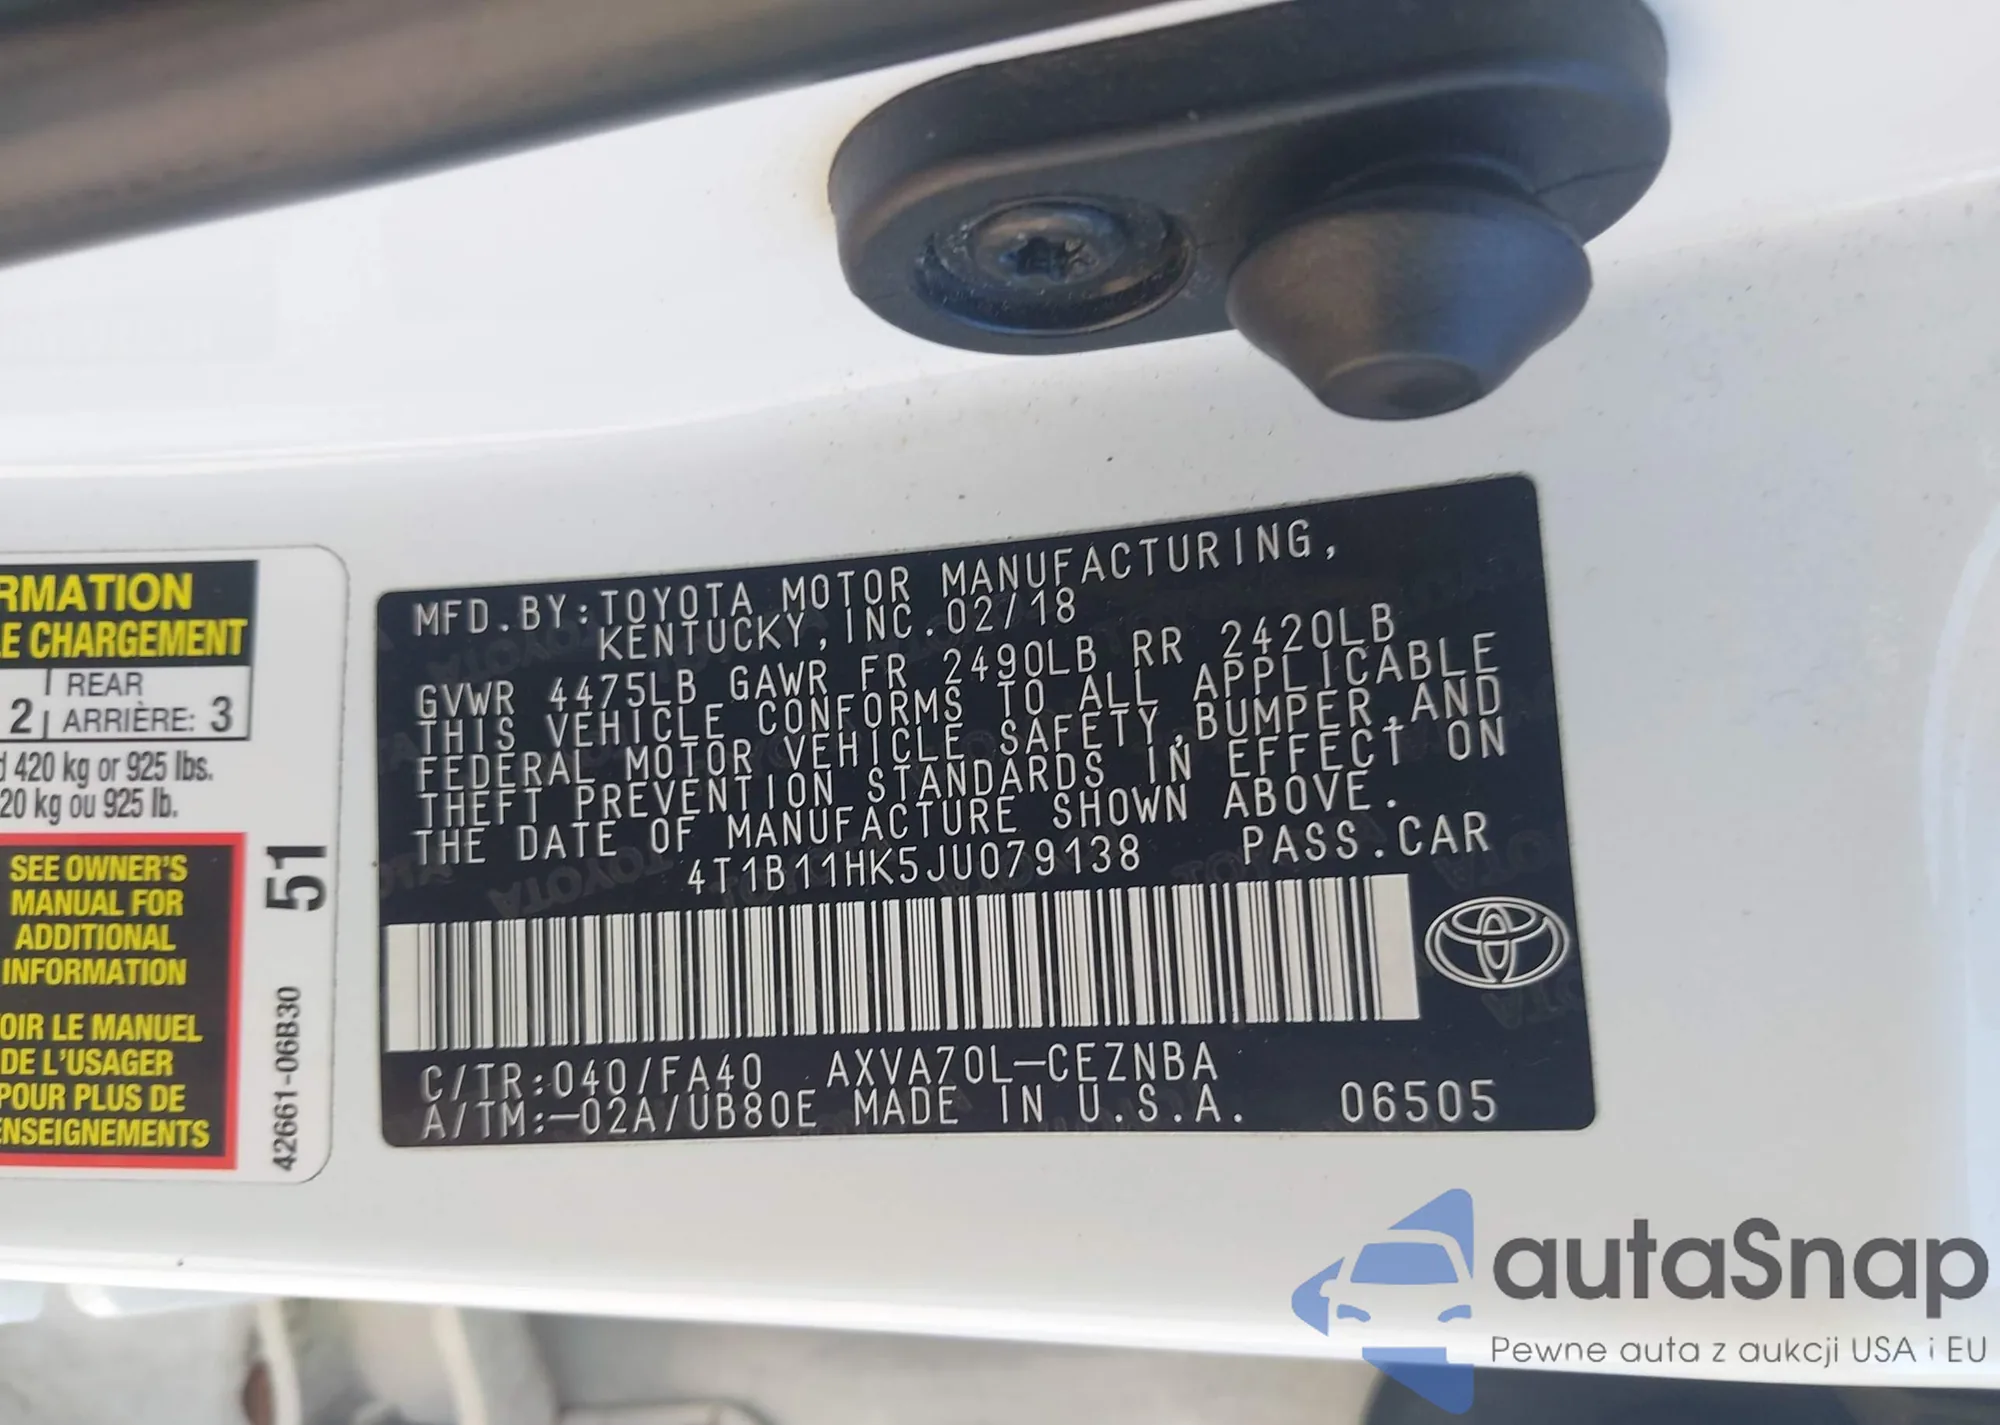 RMATION
E CHARGEMENT
2 REAR
ARRIÈRE: 3
420 kg or 925 lbs.
20 kg ou 925 lb.
SEE OWNER'S
MANUAL FOR
ADDITIONAL
INFORMATION
OIR LE MANUEL
DE L'USAGER
POUR PLUS DE
ENSEIGNEMENTS
51
42661-06B30
MFD.BY:TOYOTA MOTOR MANUFACTURING,
KENTUCKY,INC.02/18
GVWR 4475LB GAWR FR 2490LB RR 2420LB
THIS VEHICLE CONFORMS TO ALL APPLICABLE
FEDERAL MOTOR VEHICLE SAFETY,BUMPER,AND
THEFT PREVENTION STANDARDS IN EFFECT ON
THE DATE OF MANUFACTURE SHOWN ABOVE.
4T1B11HK5JU079138 PASS.CAR
C/TR:040/FA40 AXVA70L-CEZNBA
A/TM:-02A/UB80E MADE IN U.S.A. 06505
autaSnap
Pewne auta z aukcji USA i EU